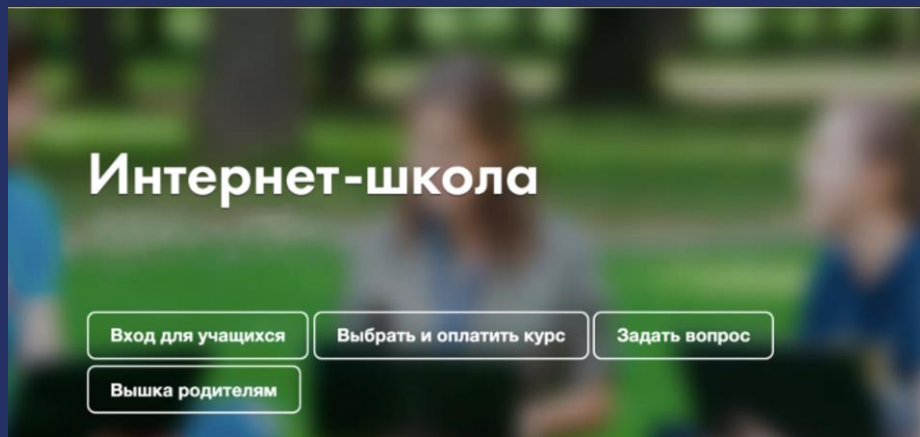 Интернет-школа
Вход для учащихся
Выбрать и оплатить курс
Задать вопрос
Вышка родителям